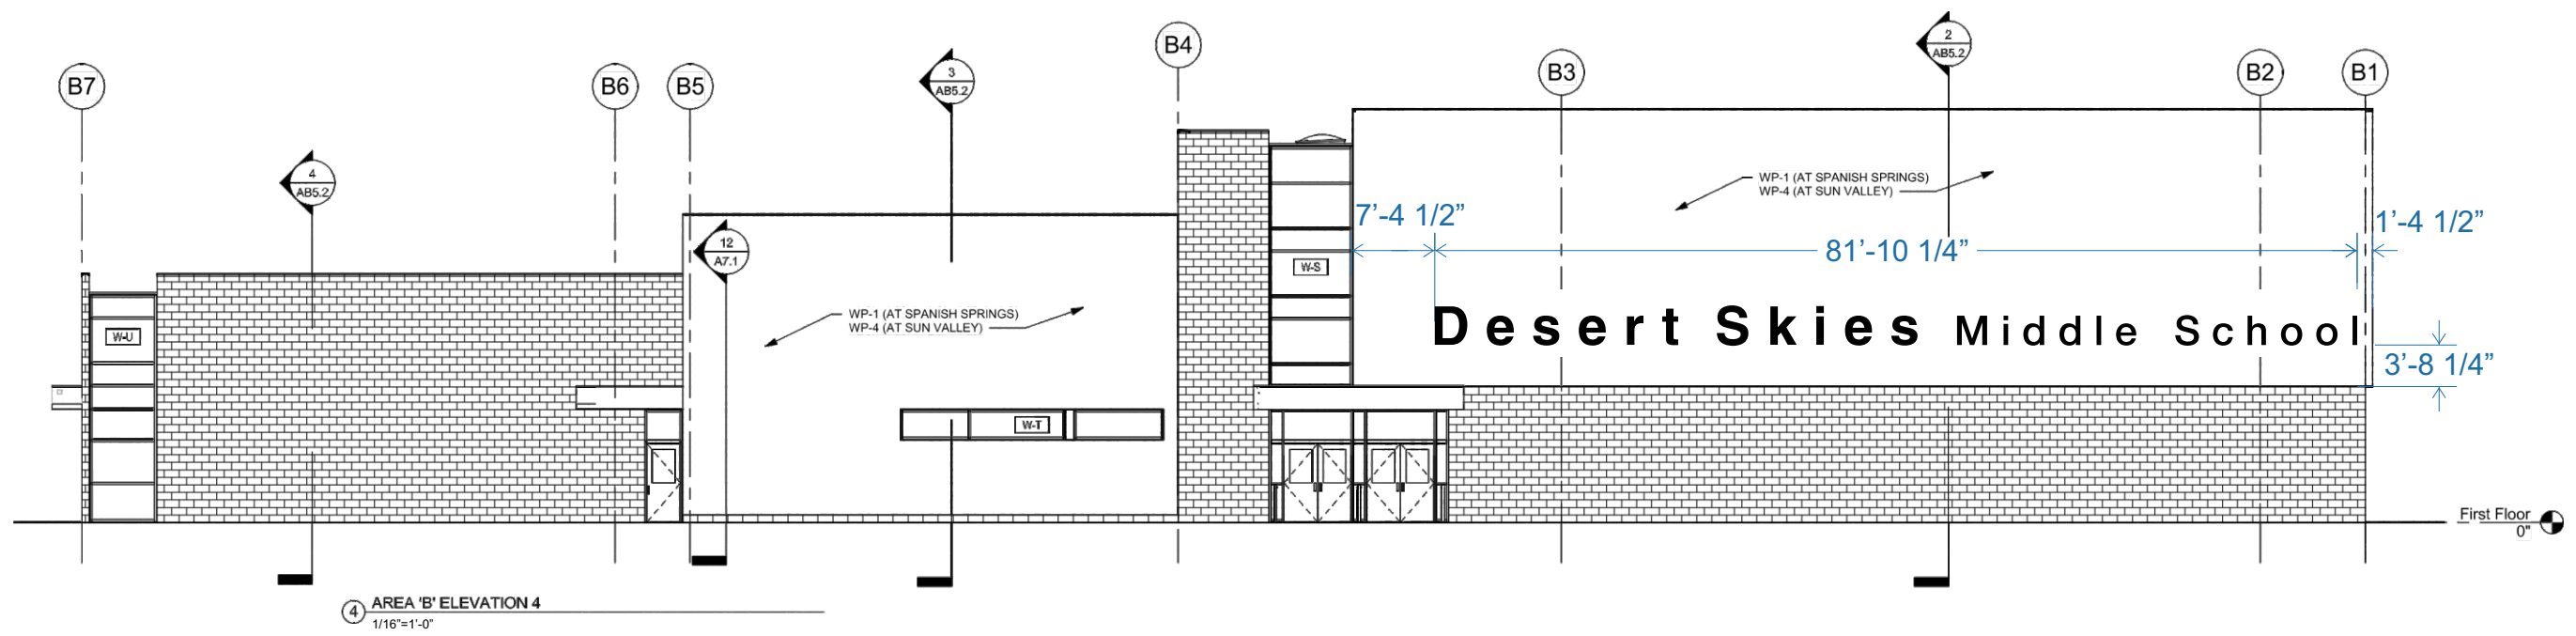 B7
B6
B5
B4
B3
B2
B1
2
AB5.2
3
AB5.2
4
AB5.2
12
A7.1
WP-1 (AT SPANISH SPRINGS)
WP-4 (AT SUN VALLEY)
7’-4 1/2”
81’-10 1/4”
1’-4 1/2”
W-S
WP-1 (AT SPANISH SPRINGS)
WP-4 (AT SUN VALLEY)
W-U
Desert Skies Middle School
3’-8 1/4”
W-T
First Floor
0"
4 AREA 'B' ELEVATION 4
1/16”=1’-0”